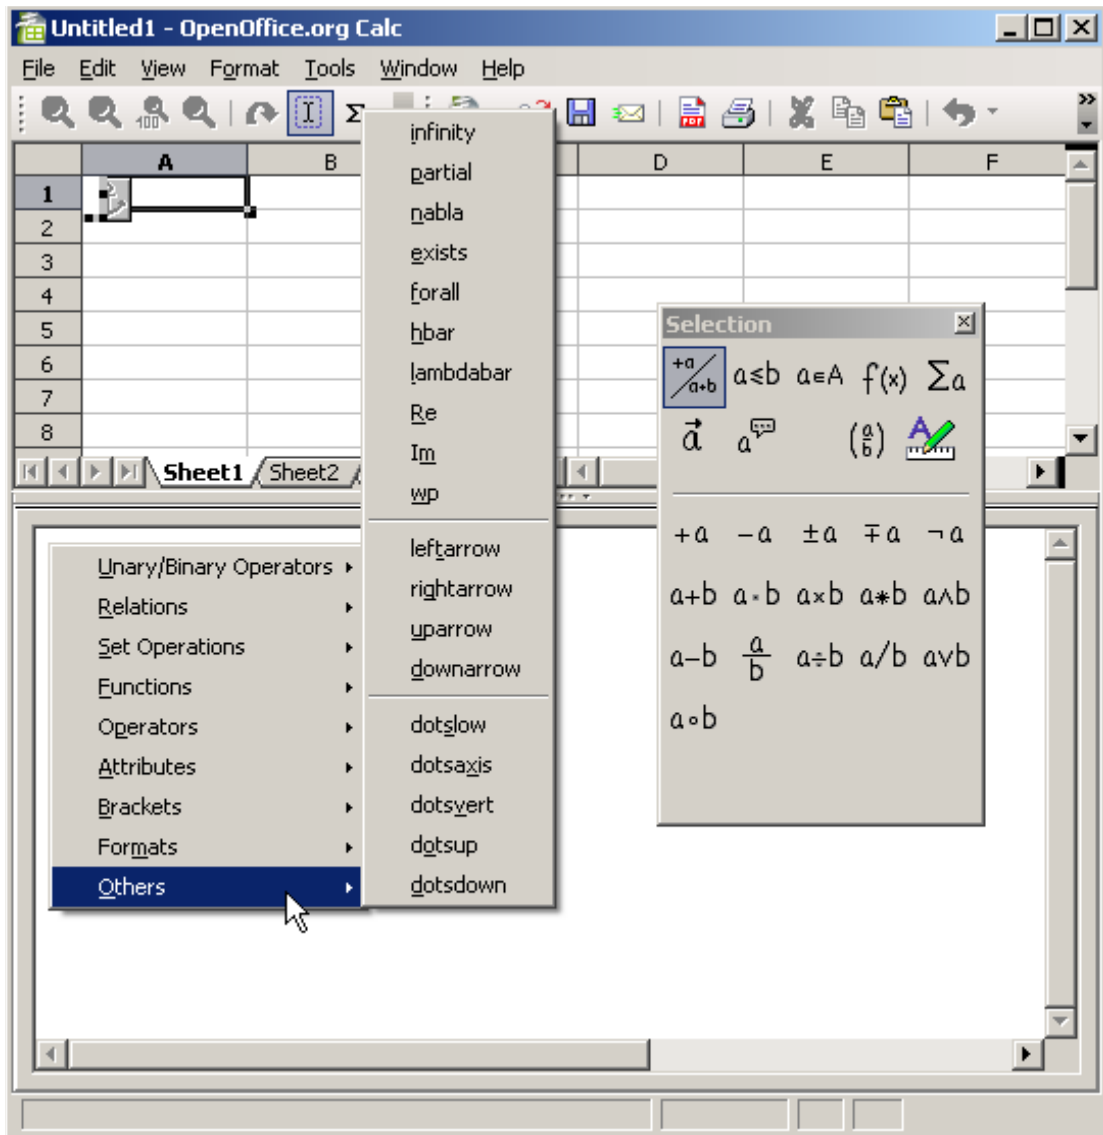 Untitled1 - OpenOffice.org Calc
File Edit View Format Tools Window Help
A B D E F
1
2
3
4
5
6
7
8
Sheet1 Sheet2
infinity
partial
nabla
exists
forall
hbar
lambdabar
Re
Im
wp
leftarrow
rightarrow
uparrow
downarrow
dotslow
dotsaxis
dotsvert
dotsup
dotsdown
Unary/Binary Operators
Relations
Set Operations
Functions
Operators
Attributes
Brackets
Formats
Others
Selection
+a/a+b a≤b a∈A f(x) Σa
a⃗ a (a/b) A
+a −a ±a ∓a ¬a
a+b a·b a×b a∗b a∧b
a−b a/b a÷b a/b a∨b
a∘b